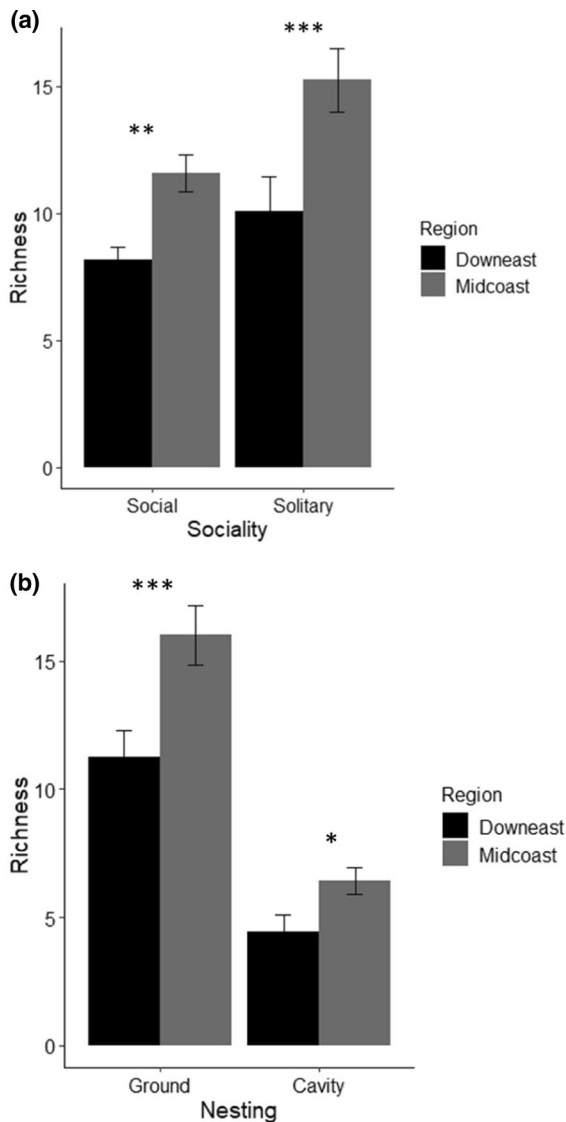 (a)
***
15
**
10
5
0
Richness
Region
Downeast
Midcoast
Social
Solitary
Sociality
(b)
***
15
10
*
5
0
Richness
Region
Downeast
Midcoast
Ground
Cavity
Nesting